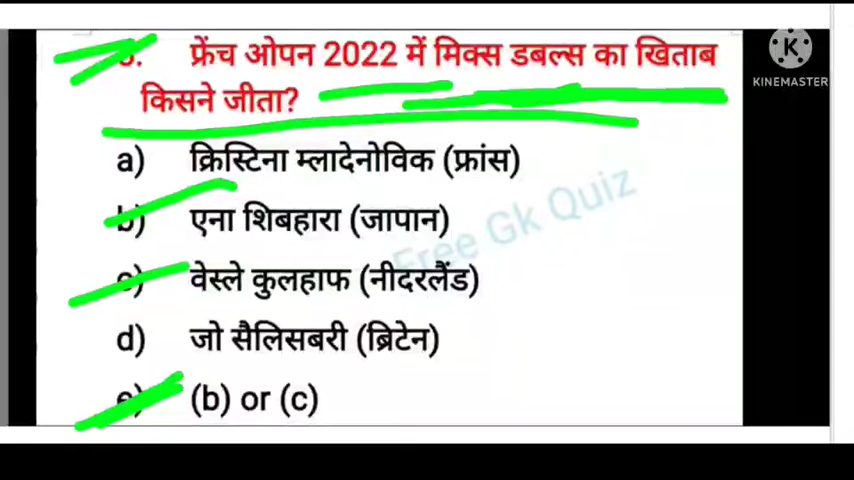 फ्रेंच ओपन 2022 में मिक्स डबल्स का खिताब
किसने जीता?
a) क्रिस्टिना म्लादेनोविक (फ्रांस)
b) एना शिबहारा (जापान)
c) वेस्ले कुलहाफ (नीदरलैंड)
d) जो सैलिसबरी (ब्रिटेन)
e) (b) or (c)
Free Gk Quiz
K
KINEMASTER